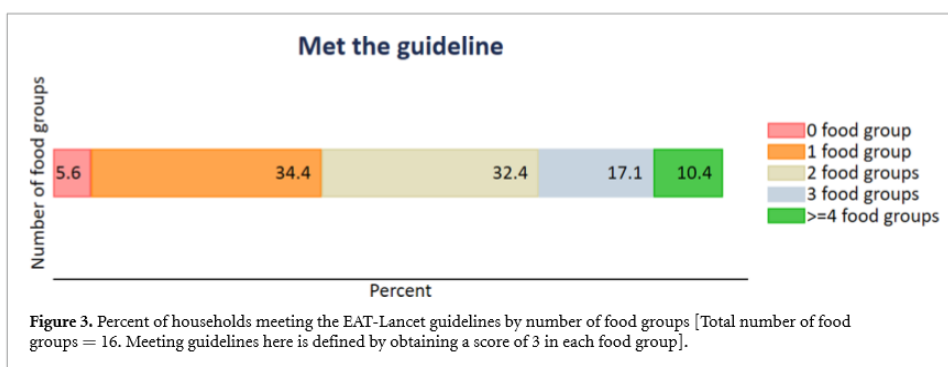 Met the guideline
Number of food groups
5.6
34.4
32.4
17.1
10.4
0 food group
1 food group
2 food groups
3 food groups
>=4 food groups
Percent
Figure 3. Percent of households meeting the EAT-Lancet guidelines by number of food groups [Total number of food
groups = 16. Meeting guidelines here is defined by obtaining a score of 3 in each food group].